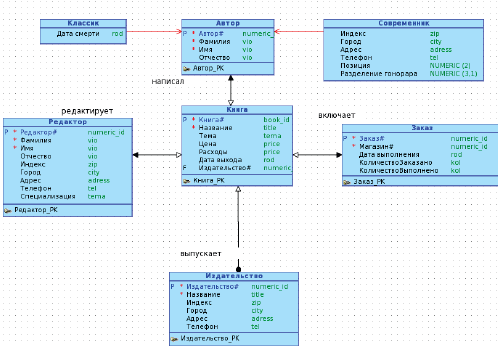 Классик
Дата смерти rod
Автор
P * Автор# numeric_
* Фамилия vio
* Имя vio
Отчество vio
Автор_PK
Современник
Индекс zip
Город city
Адрес adress
Телефон tel
Позиция NUMERIC (2)
Разделение гонорара NUMERIC (3,1)
написал
редактирует
Редактор
P * Редактор# numeric_id
* Фамилия vio
* Имя vio
Отчество vio
Индекс zip
Город city
Адрес adress
Телефон tel
Специализация tema
Редактор_PK
Книга
P * Книга# book_id
* Название title
Тема tema
Цена price
Расходы price
Дата выхода rod
F Издательство# numeric
Книга_PK
включает
Заказ
P * Заказ# numeric_id
* Магазин# numeric_id
Дата выполнения rod
КоличествоЗаказано kol
КоличествоВыполнено kol
Заказ_PK
выпускает
Издательство
P * Издательство# numeric_id
* Название title
Индекс zip
Город city
Адрес adress
Телефон tel
Издательство_PK